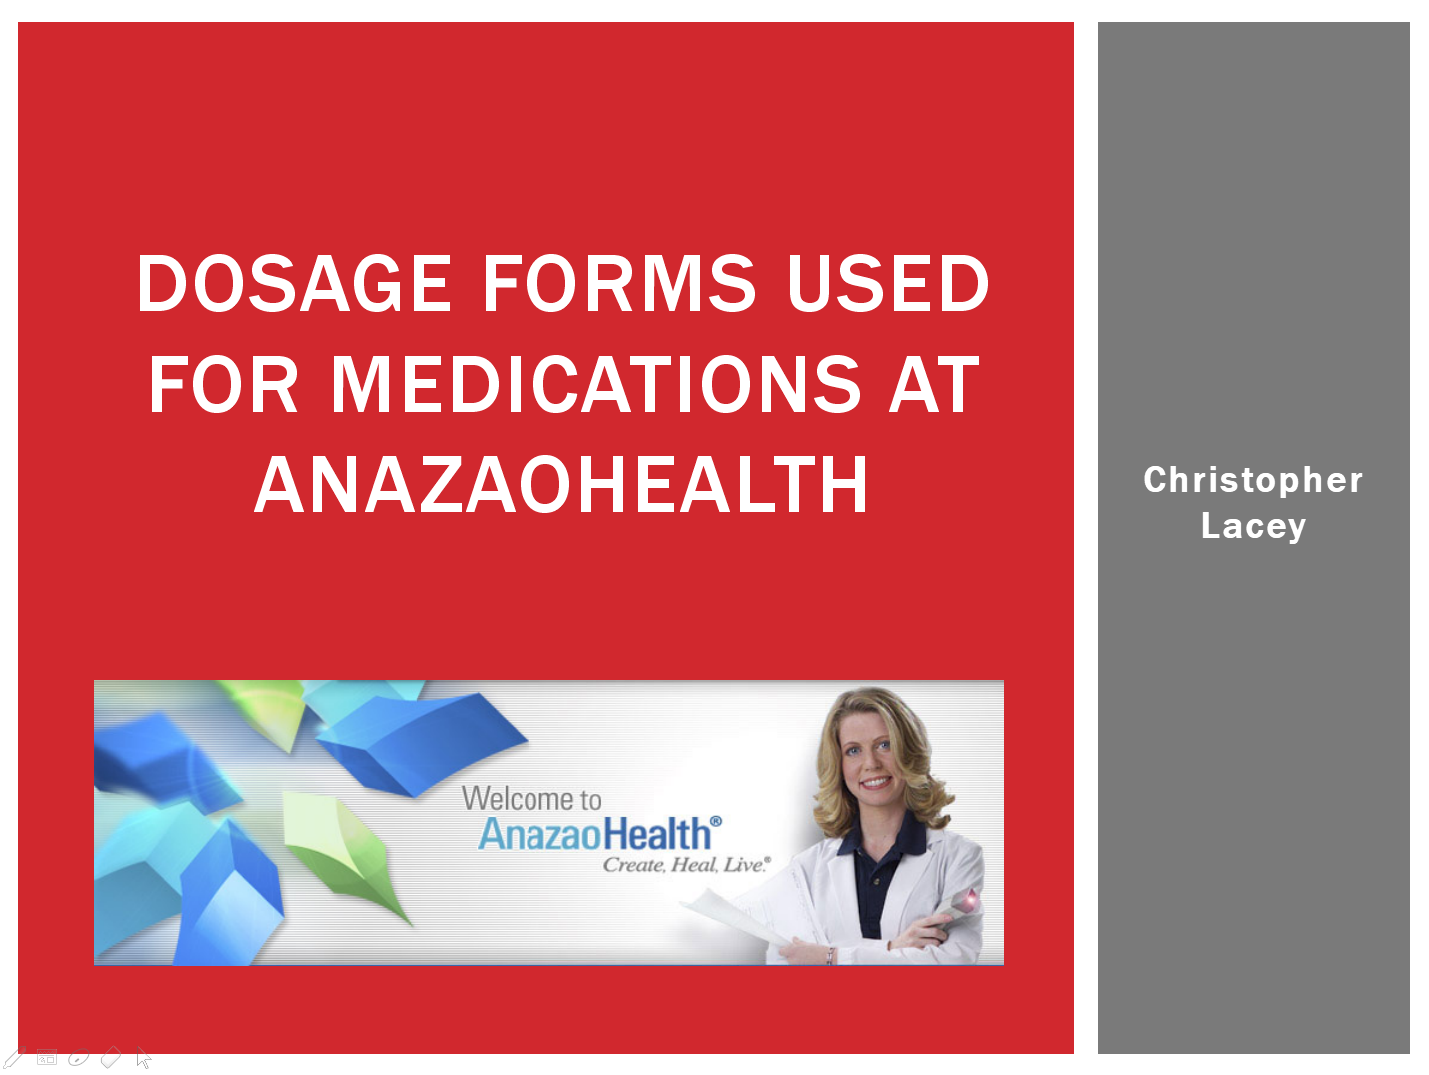 DOSAGE FORMS USED
FOR MEDICATIONS AT
ANAZAOHEALTH
Christopher
Lacey
Welcome to
AnazaoHealth®
Create, Heal, Live.®